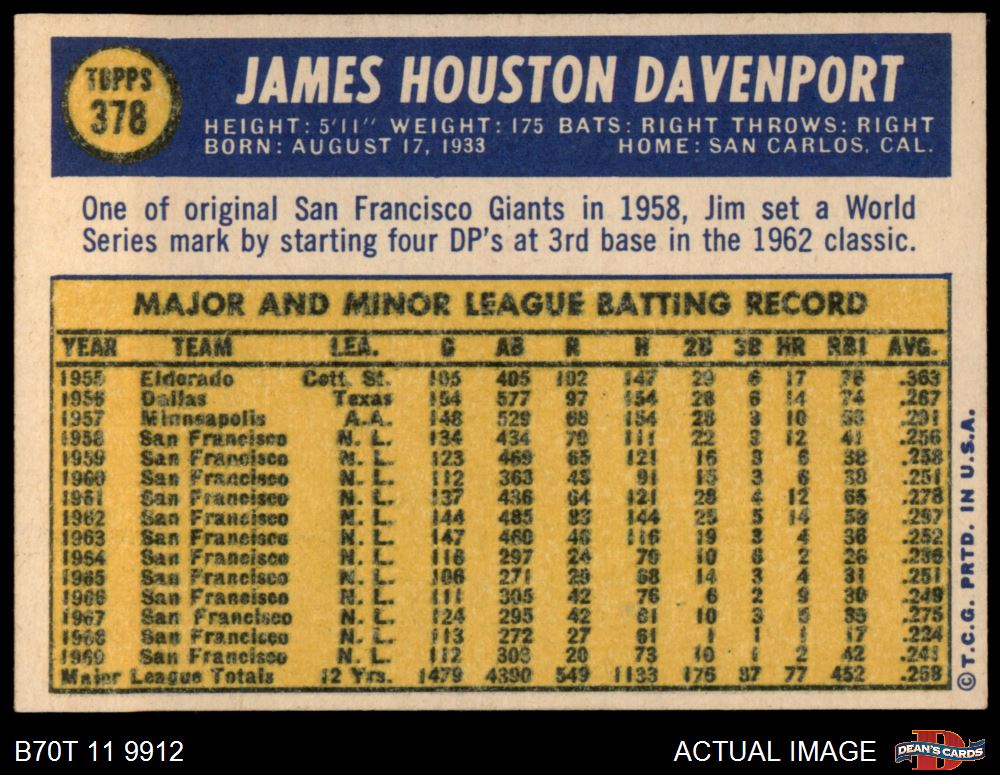 TOPPS
378
JAMES HOUSTON DAVENPORT
HEIGHT: 5'11" WEIGHT: 175 BATS: RIGHT THROWS: RIGHT
BORN: AUGUST 17, 1933 HOME: SAN CARLOS, CAL.
One of original San Francisco Giants in 1958, Jim set a World
Series mark by starting four DP's at 3rd base in the 1962 classic.
MAJOR AND MINOR LEAGUE BATTING RECORD
YEAR TEAM LEA. G AB R H 2B 3B HR RBI AVG.
1955 Eldorado Cott. St. 105 405 102 147 29 6 17 .363
1956 Dallas Texas 154 577 97 154 28 6 14 74 .267
1957 Minneapolis A.A. 148 529 68 154 28 3 10 .291
1958 San Francisco N. L. 134 434 70 111 22 3 12 41 .256
1959 San Francisco N. L. 123 469 65 121 16 3 6 38 .258
1960 San Francisco N. L. 112 363 43 91 15 3 6 38 .251
1961 San Francisco N. L. 137 436 64 121 28 4 12 65 .278
1962 San Francisco N. L. 144 485 83 144 25 5 14 58 .297
1963 San Francisco N. L. 147 460 40 116 19 3 4 36 .252
1964 San Francisco N. L. 116 297 24 70 10 6 2 26 .236
1965 San Francisco N. L. 106 271 29 68 14 3 4 31 .251
1966 San Francisco N. L. 111 305 42 76 6 2 9 30 .249
1967 San Francisco N. L. 124 295 42 81 10 3 5 .275
1968 San Francisco N. L. 113 272 27 61 1 1 1 17 .224
1969 San Francisco N. L. 112 303 20 73 10 1 2 42 .241
Major League Totals 12 Yrs. 1479 4390 549 1133 176 37 77 452 .258
©T.C.G. PRTD. IN U.S.A.
B70T 11 9912
ACTUAL IMAGE
D
DEAN'S CARDS